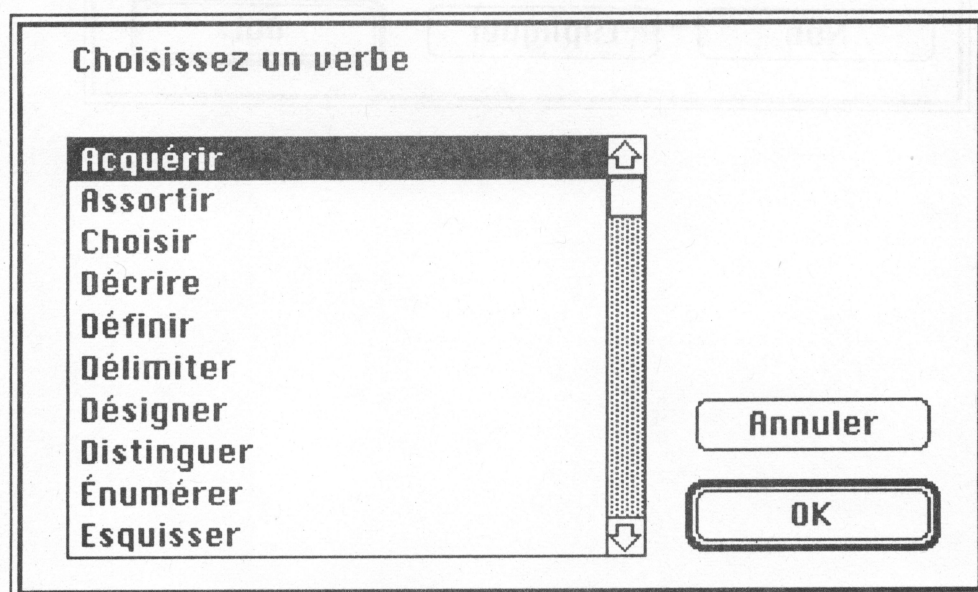 Choisissez un verbe
Acquérir
Assortir
Choisir
Décrire
Définir
Délimiter
Désigner
Distinguer
Énumérer
Esquisser
Annuler
OK